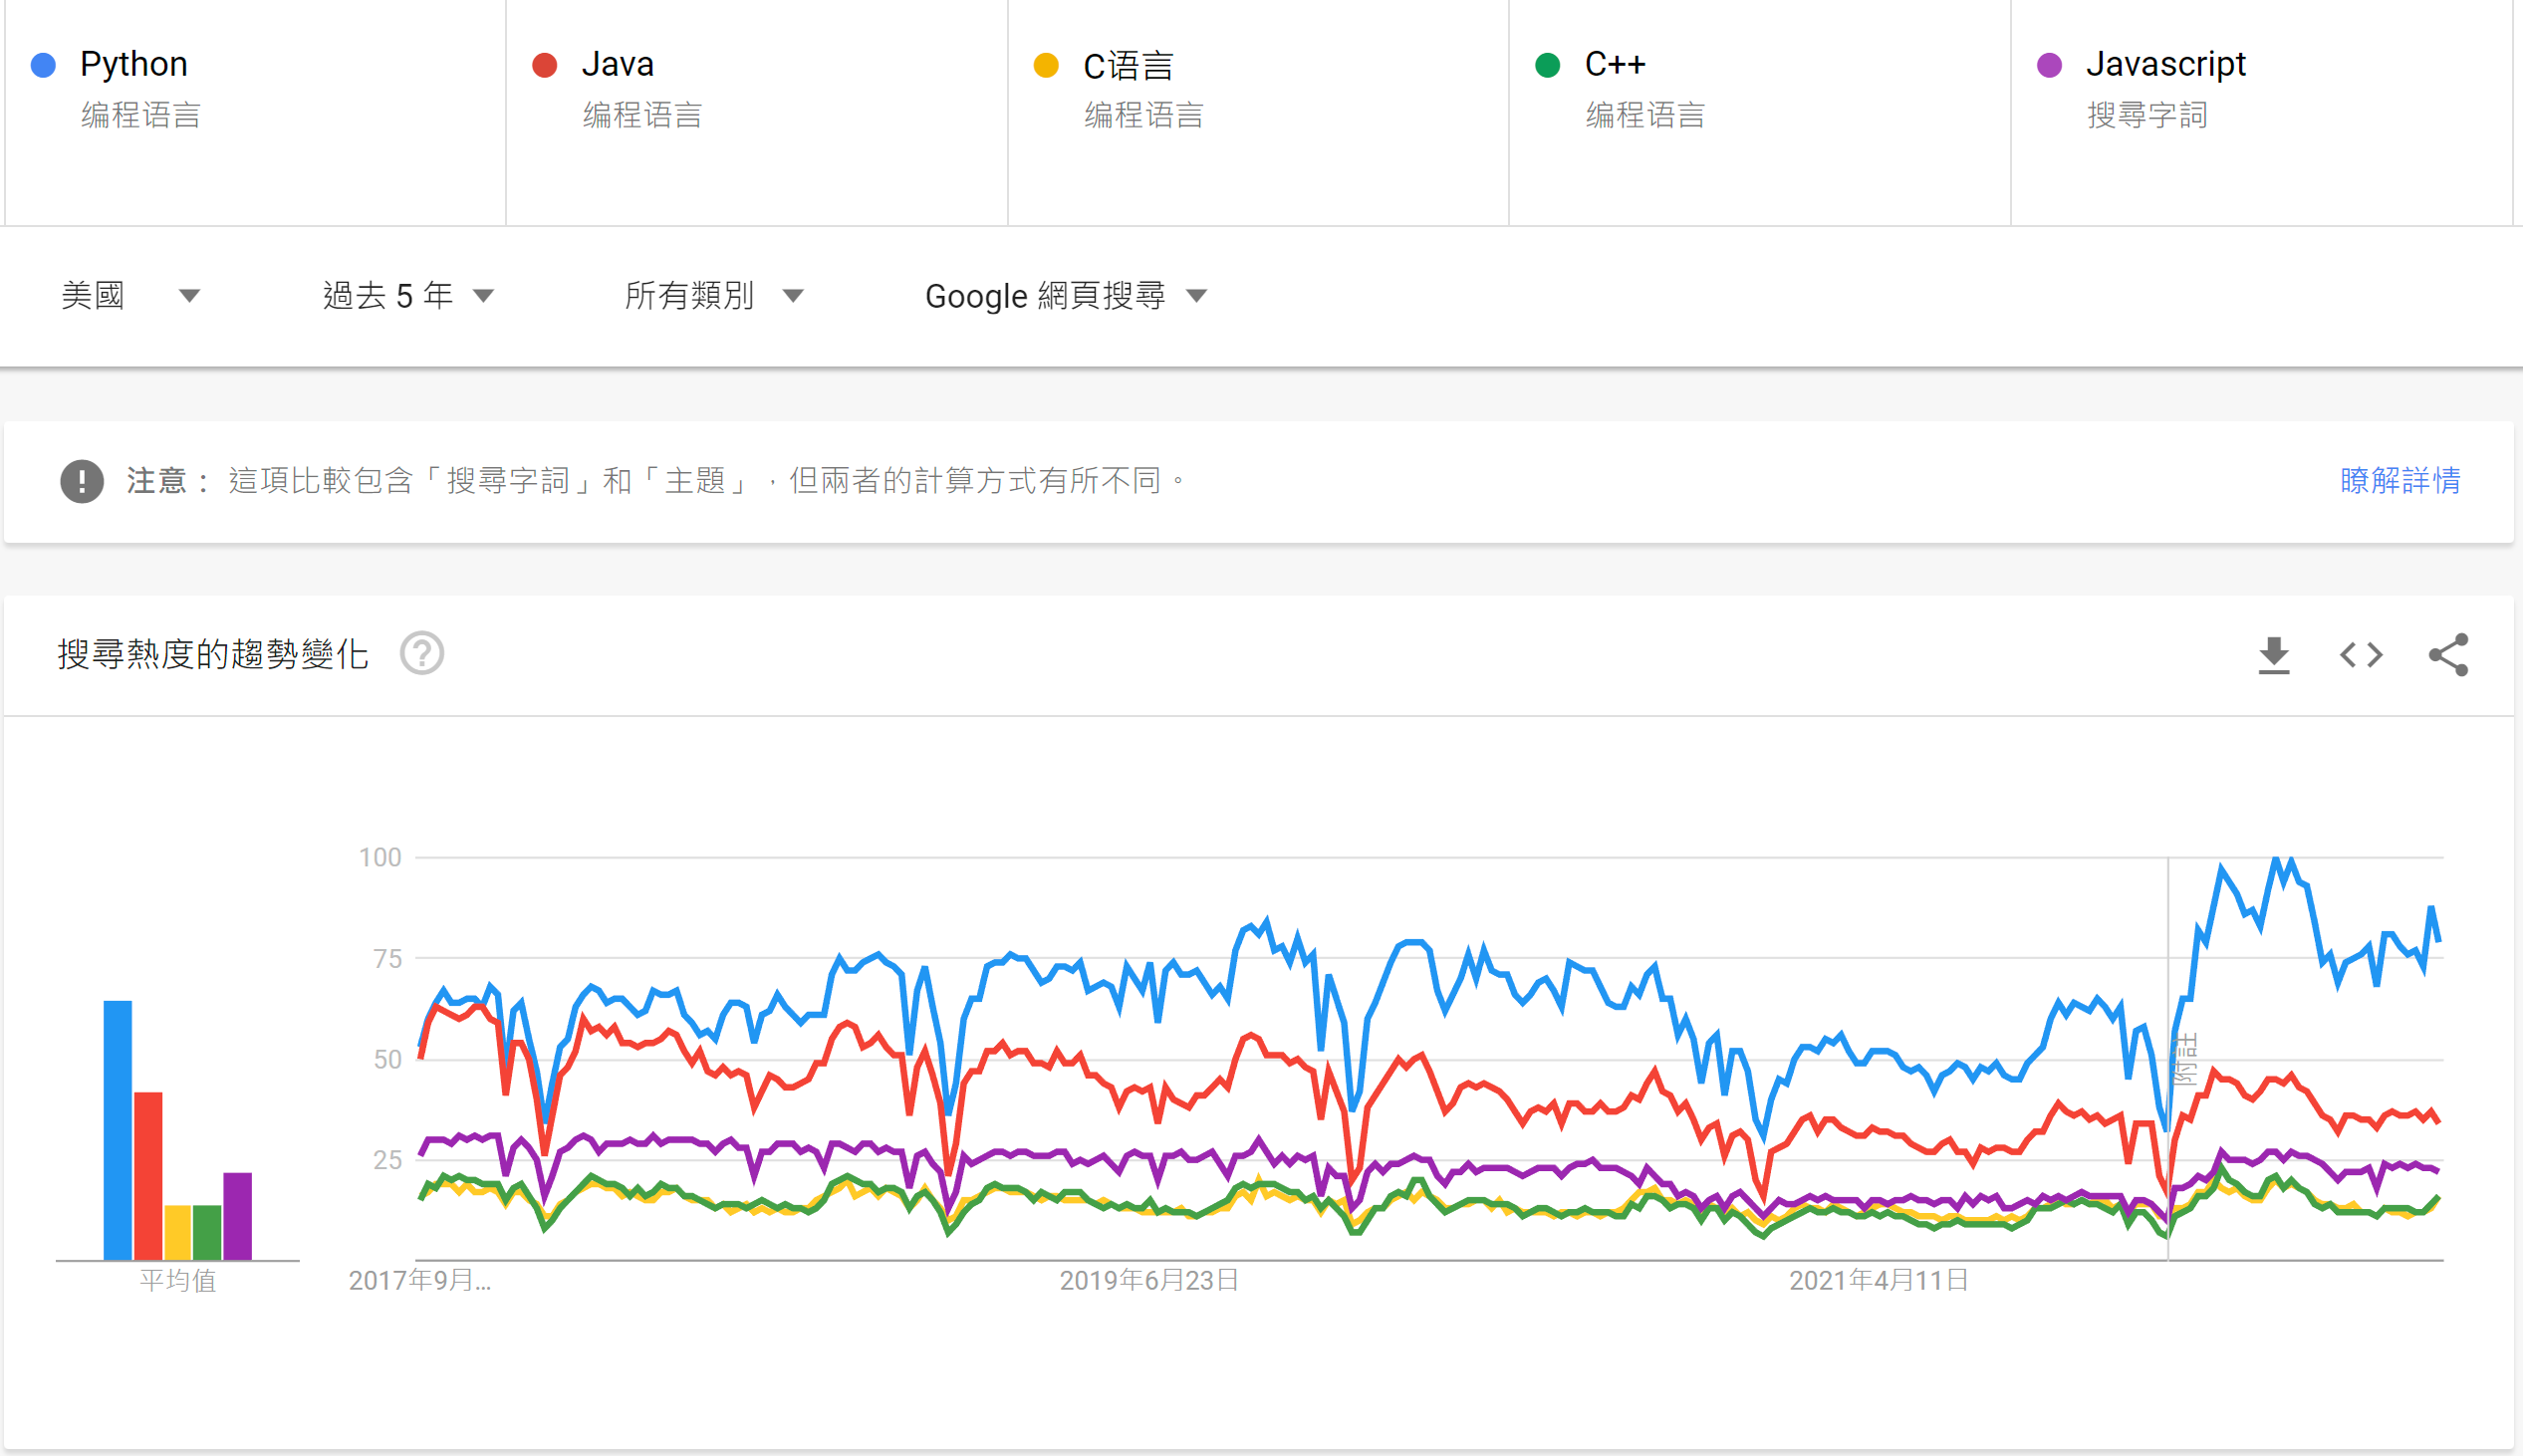 Python
编程语言
Java
编程语言
C语言
编程语言
C++
编程语言
Javascript
搜尋字詞
美國
過去 5 年
所有類別
Google 網頁搜尋
注意： 這項比較包含「搜尋字詞」和「主題」，但兩者的計算方式有所不同。
瞭解詳情
搜尋熱度的趨勢變化
100
75
50
25
附註
平均值
2017年9月...
2019年6月23日
2021年4月11日